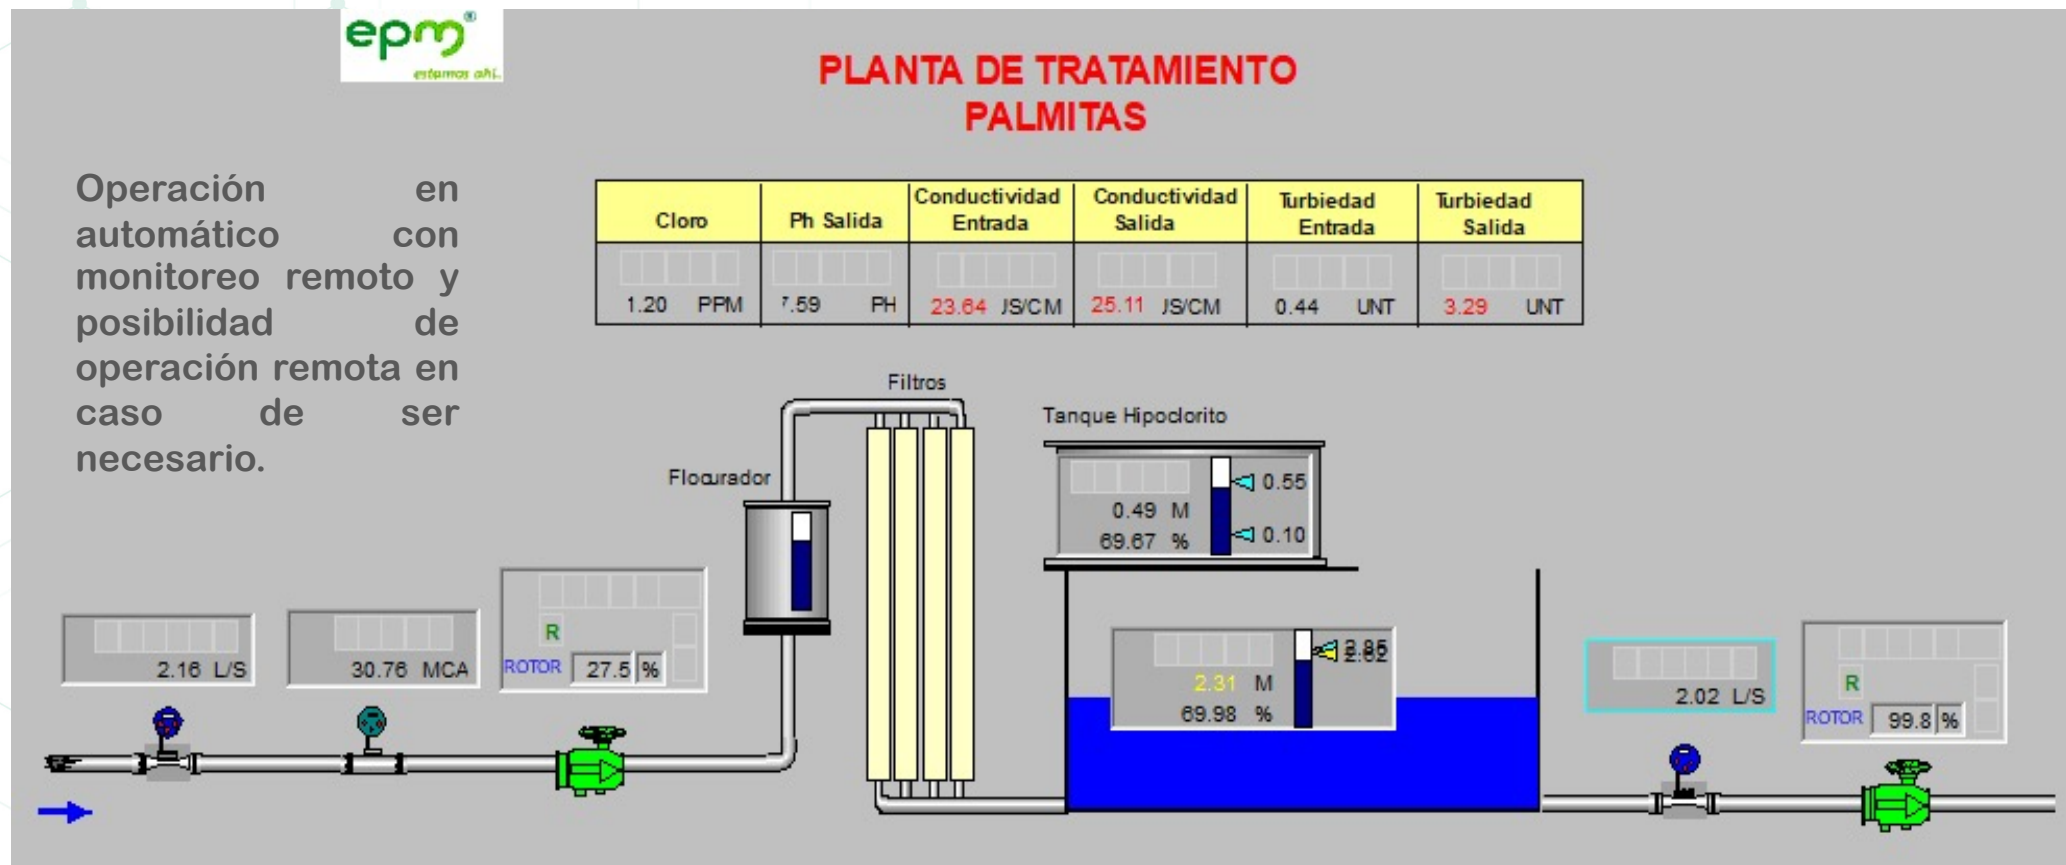 epm®
estamos ahí.
PLANTA DE TRATAMIENTO
PALMITAS
Operación en
automático con
monitoreo remoto y
posibilidad de
operación remota en
caso de ser
necesario.
Cloro
Ph Salida
Conductividad
Entrada
Conductividad
Salida
Turbiedad
Entrada
Turbiedad
Salida
1.20 PPM
7.59 PH
23.64 JS/CM
25.11 JS/CM
0.44 UNT
3.29 UNT
Filtros
Tanque Hipoclorito
Flocurador
0.55
0.49 M
69.67 %
0.10
2.16 L/S
30.76 MCA
R
ROTOR 27.5 %
2.31 M
69.98 %
2.02 L/S
R
ROTOR 99.8 %